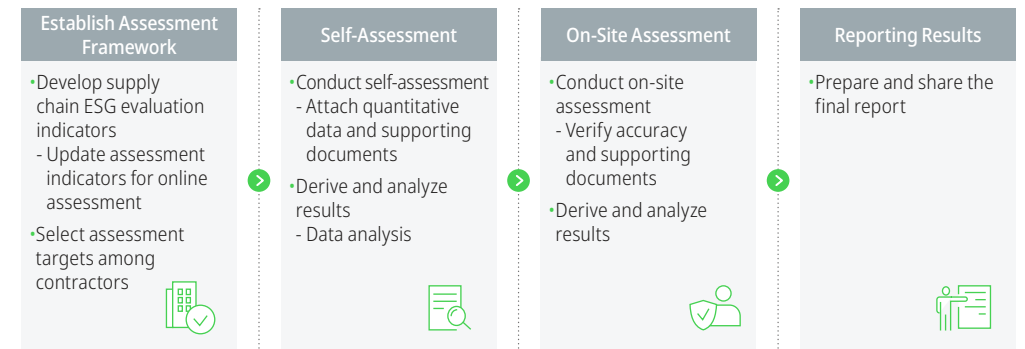 Establish Assessment
Framework
•Develop supply
chain ESG evaluation
indicators
- Update assessment
indicators for online
assessment
•Select assessment
targets among
contractors
Self-Assessment
•Conduct self-assessment
- Attach quantitative
data and supporting
documents
•Derive and analyze
results
- Data analysis
On-Site Assessment
•Conduct on-site
assessment
- Verify accuracy
and supporting
documents
•Derive and analyze
results
Reporting Results
•Prepare and share the
final report